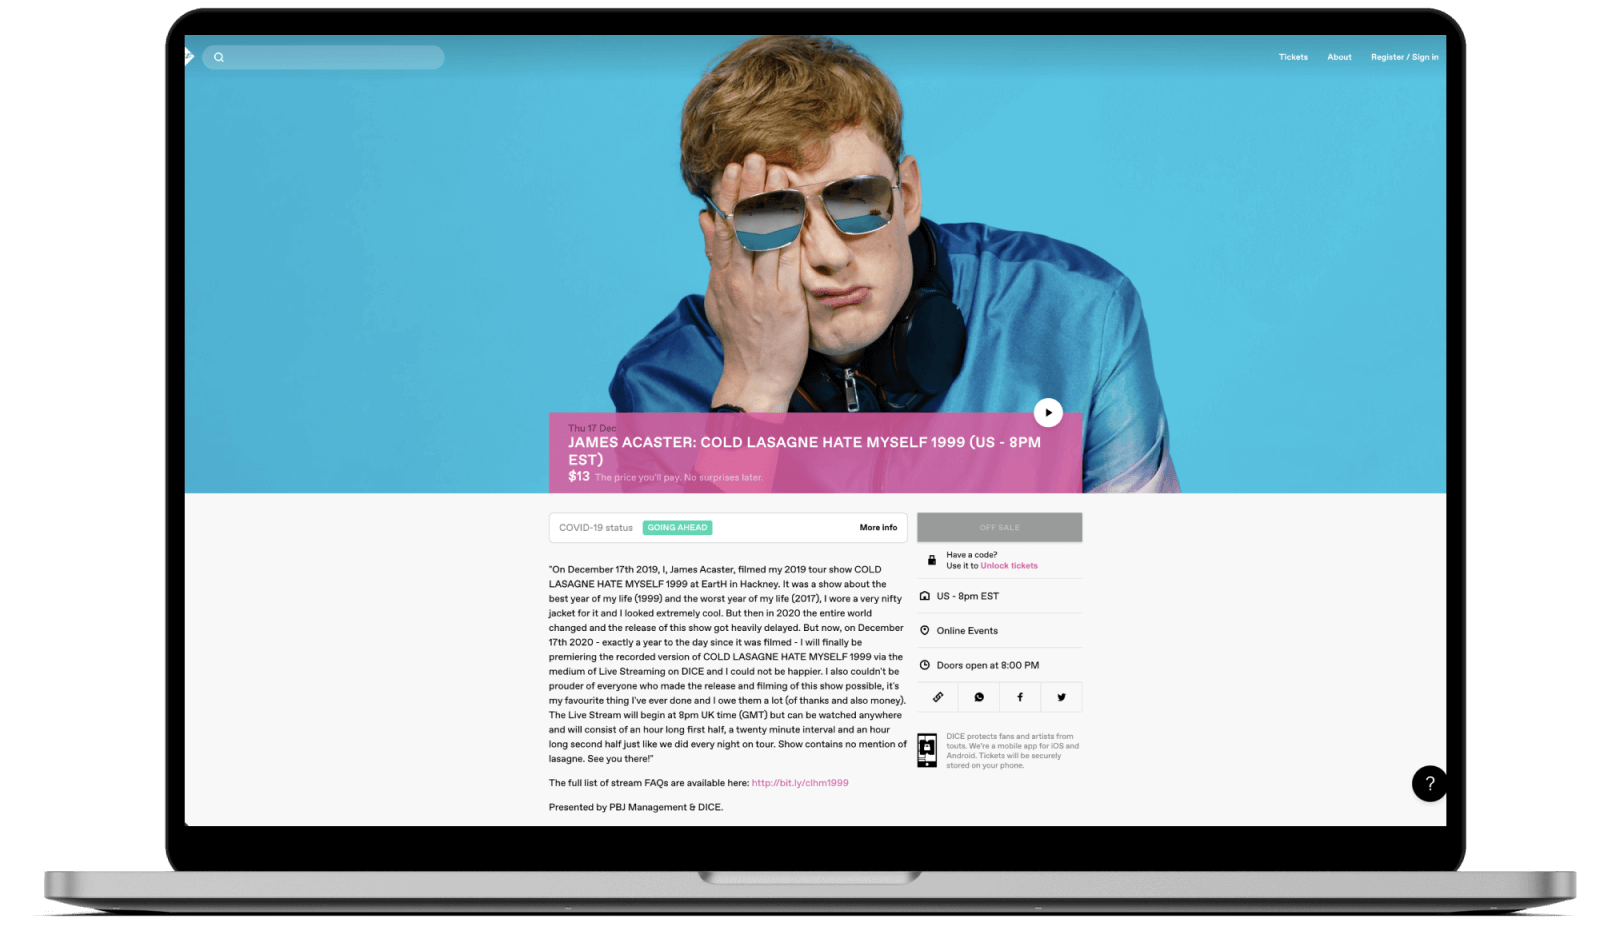 Tickets About Register / Sign in
Thu 17 Dec
JAMES ACASTER: COLD LASAGNE HATE MYSELF 1999 (US - 8PM
EST)
$13 The price you'll pay. No surprises later.
COVID-19 status GOING AHEAD More info
"On December 17th 2019, I, James Acaster, filmed my 2019 tour show COLD
LASAGNE HATE MYSELF 1999 at EartH in Hackney. It was a show about the
best year of my life (1999) and the worst year of my life (2017), I wore a very nifty
jacket for it and I looked extremely cool. But then in 2020 the entire world
changed and the release of this show got heavily delayed. But now, on December
17th 2020 - exactly a year to the day since it was filmed - I will finally be
premiering the recorded version of COLD LASAGNE HATE MYSELF 1999 via the
medium of Live Streaming on DICE and I could not be happier. I also couldn't be
prouder of everyone who made the release and filming of this show possible, it's
my favourite thing I've ever done and I owe them a lot (of thanks and also money).
The Live Stream will begin at 8pm UK time (GMT) but can be watched anywhere
and will consist of an hour long first half, a twenty minute interval and an hour
long second half just like we did every night on tour. Show contains no mention of
lasagne. See you there!"
The full list of stream FAQs are available here: http://bit.ly/clhm1999
Presented by PBJ Management & DICE.
OFF SALE
Have a code?
Use it to Unlock tickets
US - 8pm EST
Online Events
Doors open at 8:00 PM
DICE protects fans and artists from
touts. We're a mobile app for iOS and
Android. Tickets will be securely
stored on your phone.
?